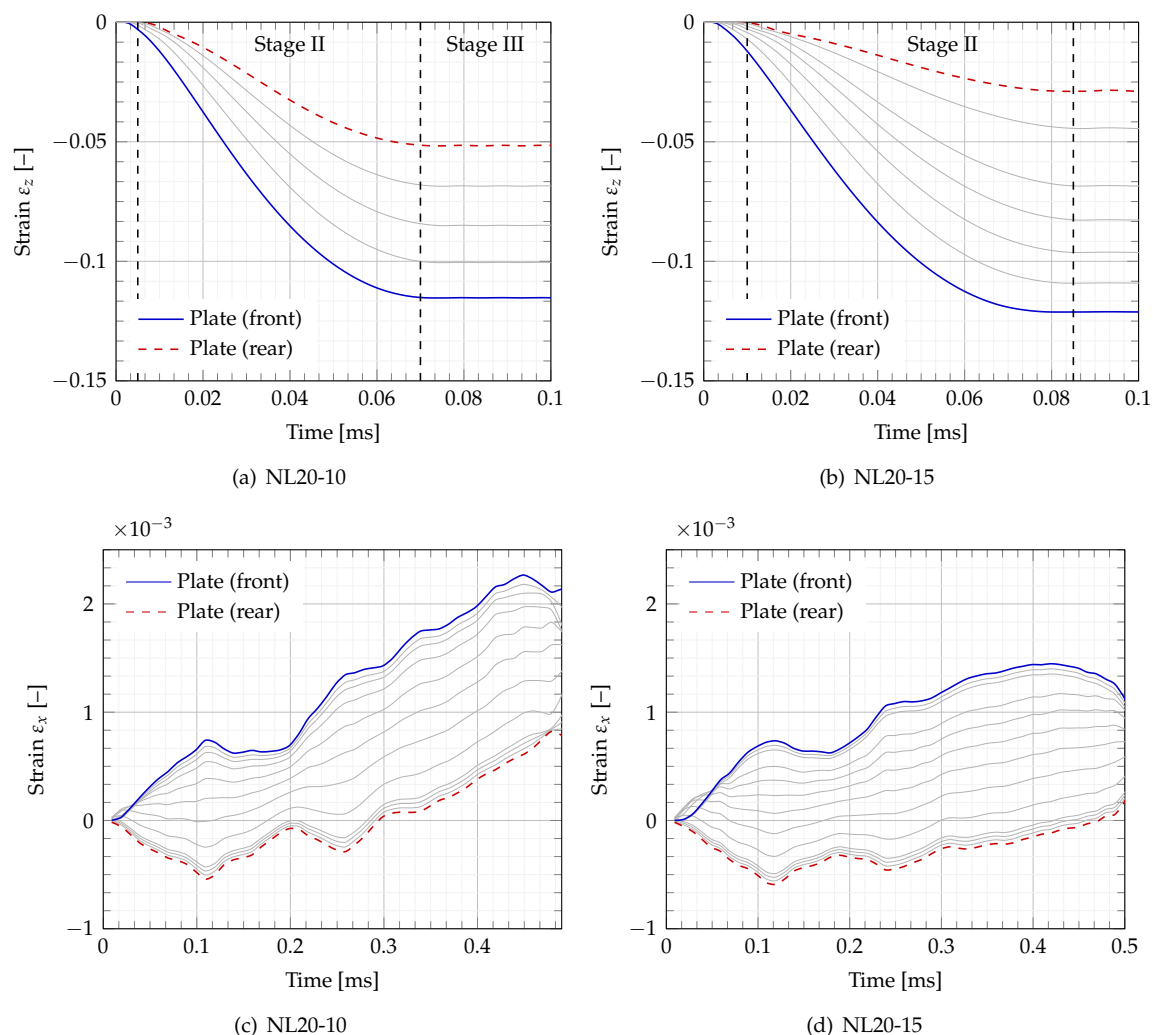 0
−0.05
−0.1
−0.15
Strain εz [−]
Stage II
Stage III
Plate (front)
Plate (rear)
0
0.02
0.04
0.06
0.08
0.1
Time [ms]
(a) NL20-10
0
−0.05
−0.1
−0.15
Strain εz [−]
Stage II
Plate (front)
Plate (rear)
0
0.02
0.04
0.06
0.08
0.1
Time [ms]
(b) NL20-15
×10−3
2
1
0
−1
Strain εx [−]
Plate (front)
Plate (rear)
0
0.1
0.2
0.3
0.4
Time [ms]
(c) NL20-10
×10−3
2
1
0
−1
Strain εx [−]
Plate (front)
Plate (rear)
0
0.1
0.2
0.3
0.4
0.5
Time [ms]
(d) NL20-15